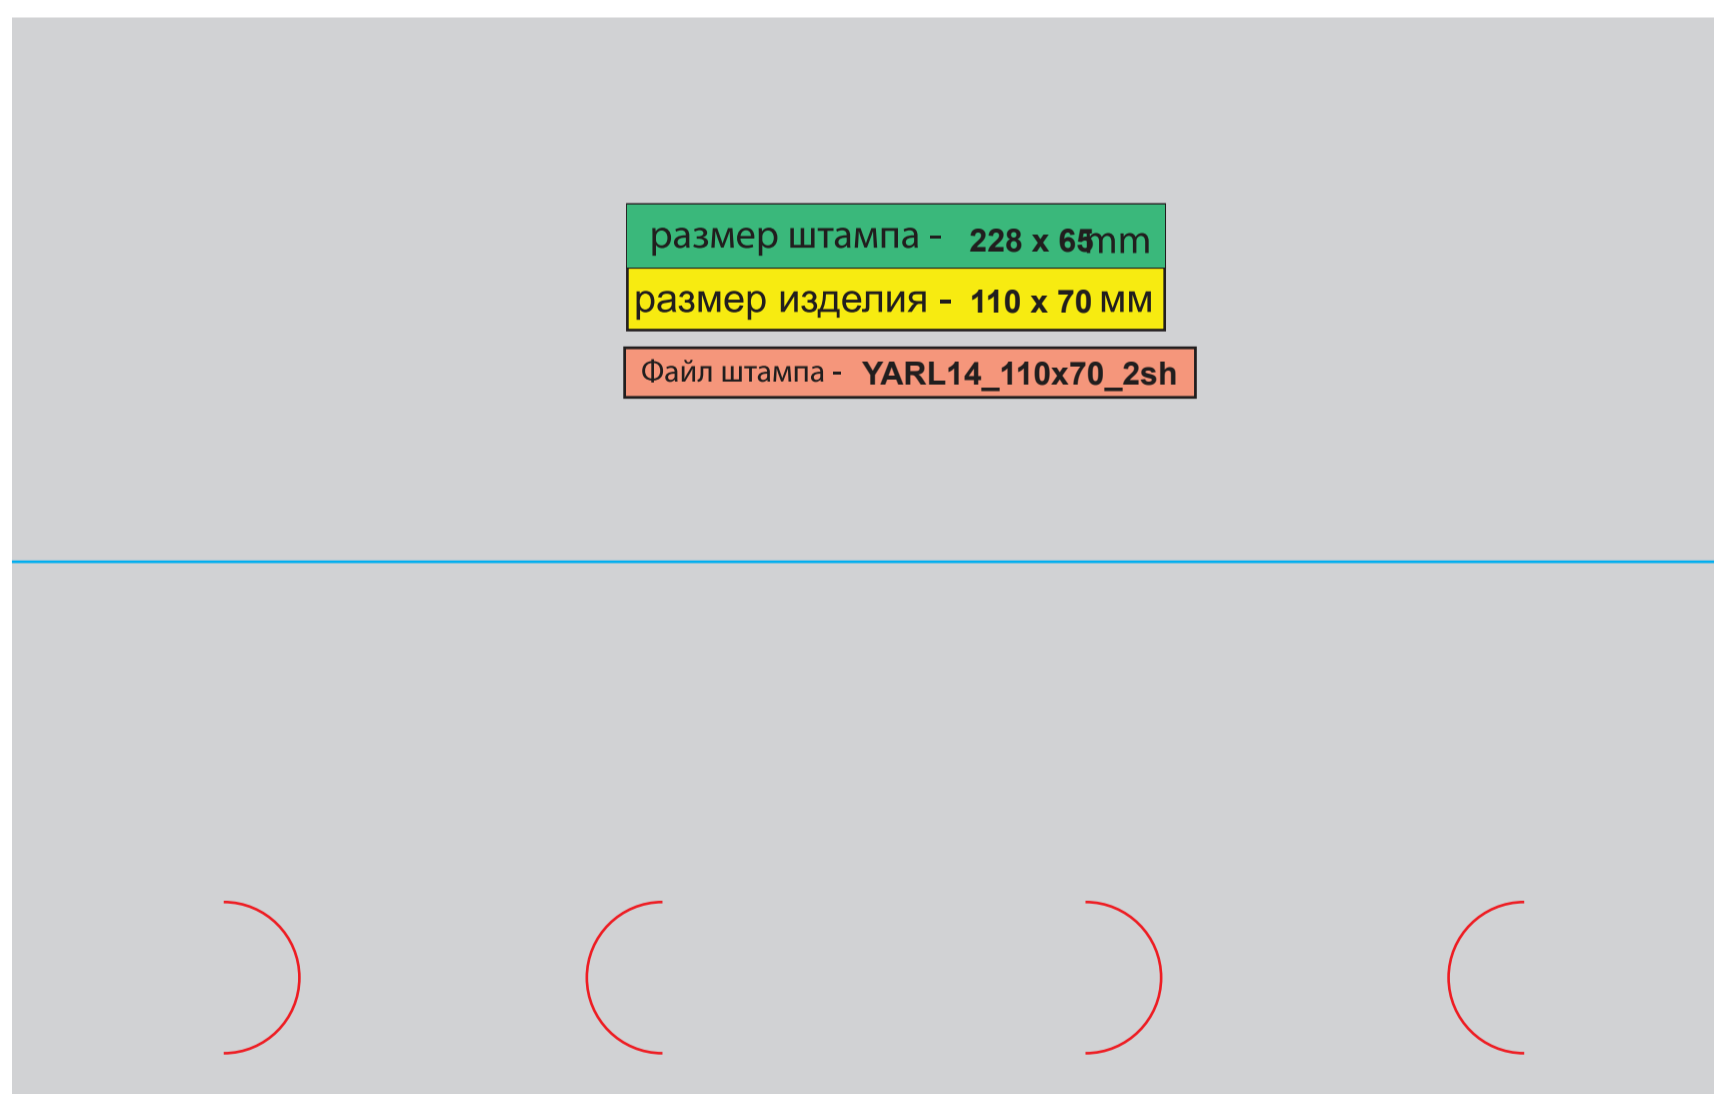 размер штампа - 228 x 65mm
размер изделия - 110 x 70 мм
Файл штампа - YARL14_110x70_2sh